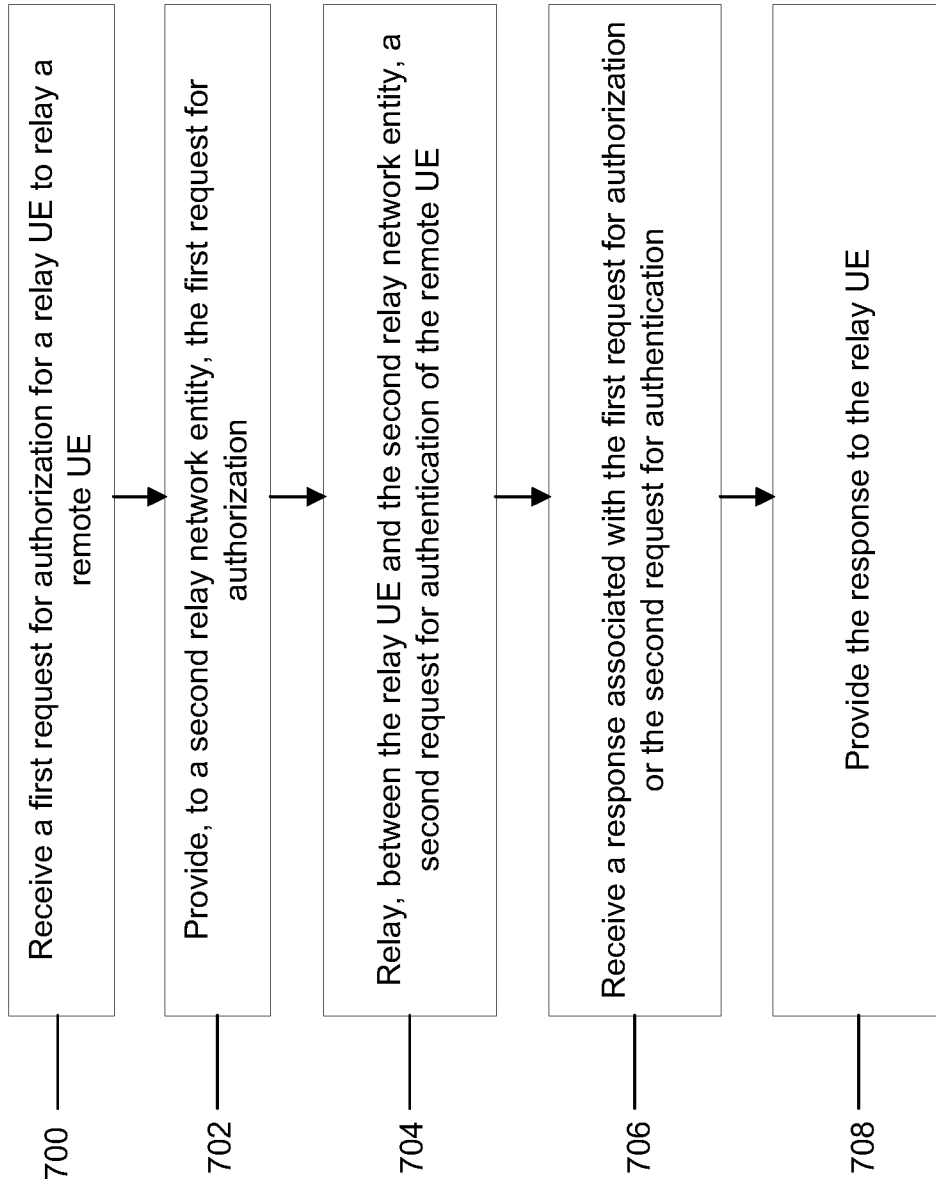 700
Receive a first request for authorization for a relay UE to relay a
remote UE
702
Provide, to a second relay network entity, the first request for
authorization
704
Relay, between the relay UE and the second relay network entity, a
second request for authentication of the remote UE
706
Receive a response associated with the first request for authorization
or the second request for authentication
708
Provide the response to the relay UE